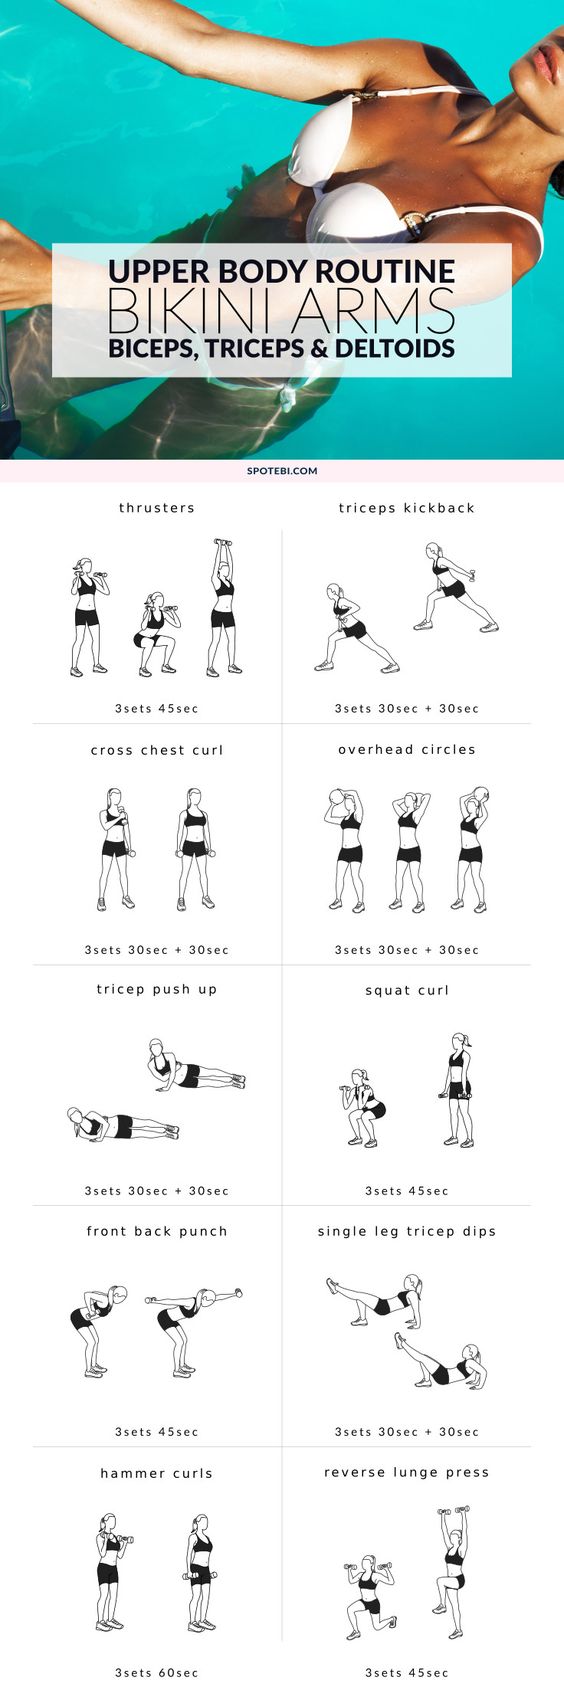 UPPER BODY ROUTINE
BIKINI ARMS
BICEPS, TRICEPS & DELTOIDS
SPOTEBI.COM
thrusters
triceps kickback
3sets 45sec
3sets 30sec + 30sec
cross chest curl
overhead circles
3sets 30sec + 30sec
3sets 30sec + 30sec
tricep push up
squat curl
3sets 30sec + 30sec
3sets 45sec
front back punch
single leg tricep dips
3sets 45sec
3sets 30sec + 30sec
hammer curls
reverse lunge press
3sets 60sec
3sets 45sec